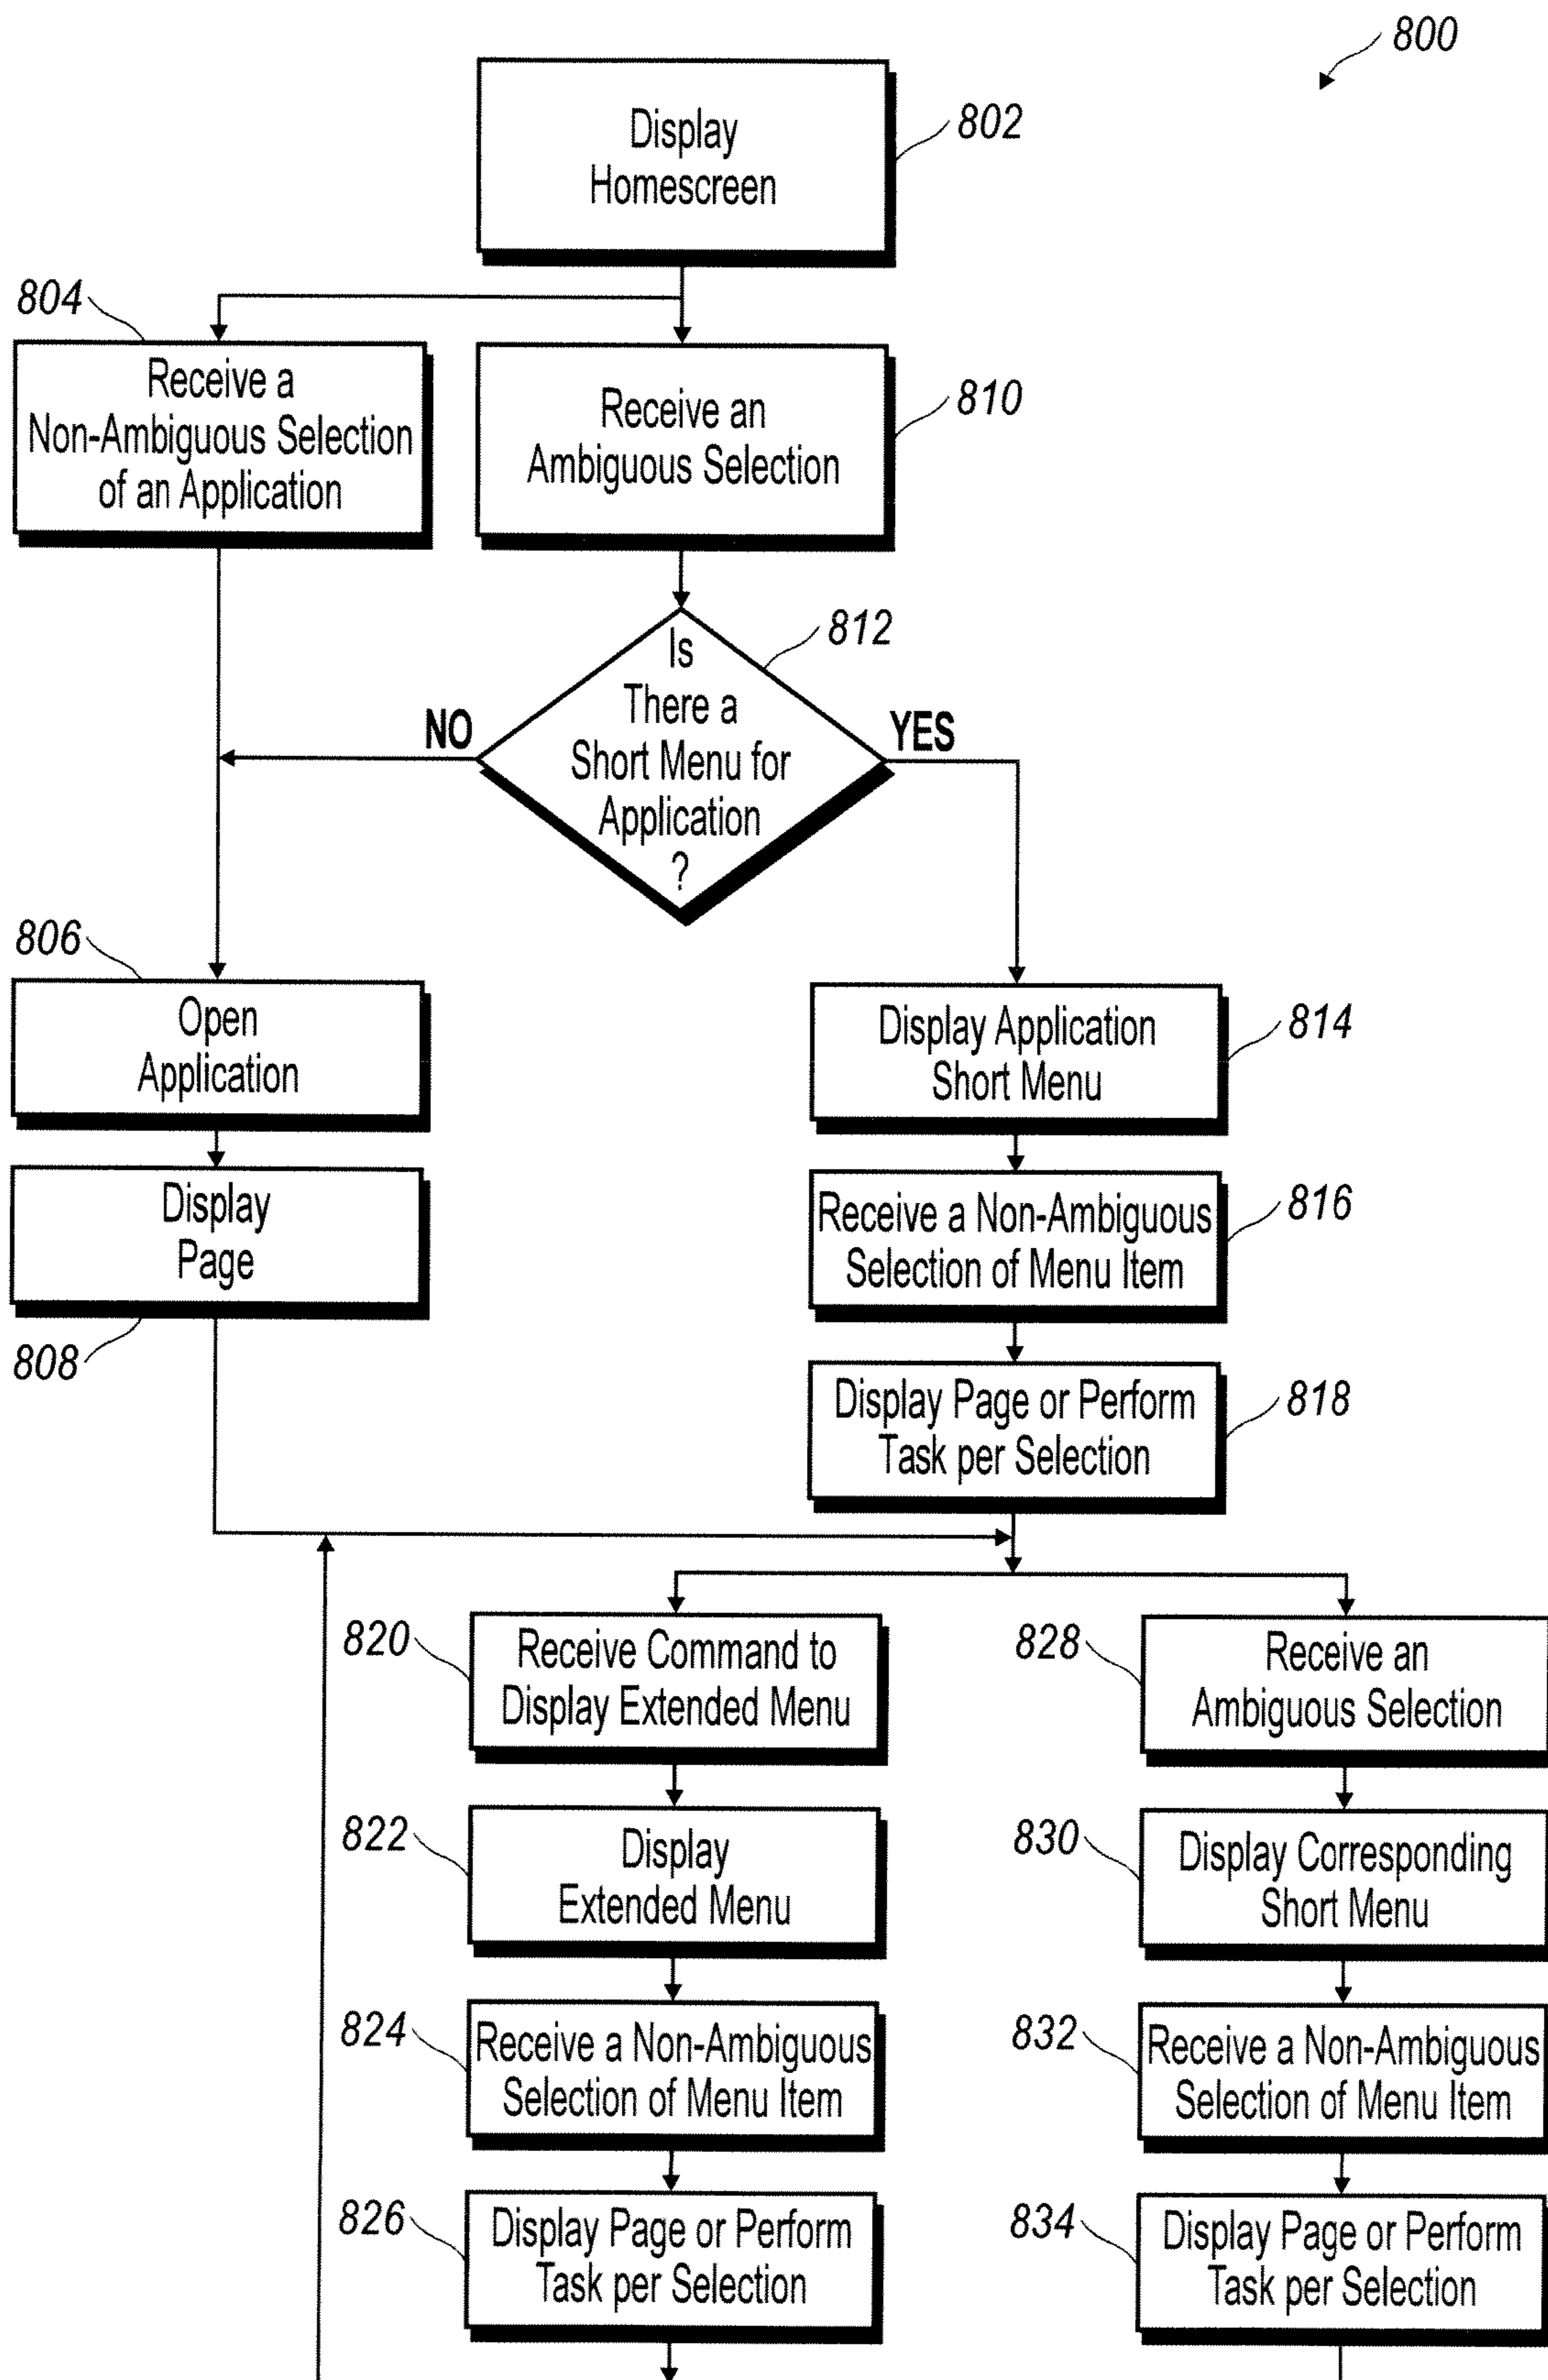 800
Display
Homescreen
802
804
Receive a
Non-Ambiguous Selection
of an Application
Receive an
Ambiguous Selection
810
Is
There a
Short Menu for
Application
?
812
NO
YES
806
Open
Application
Display Application
Short Menu
814
Display
Page
808
Receive a Non-Ambiguous
Selection of Menu Item
816
Display Page or Perform
Task per Selection
818
820
Receive Command to
Display Extended Menu
828
Receive an
Ambiguous Selection
822
Display
Extended Menu
830
Display Corresponding
Short Menu
824
Receive a Non-Ambiguous
Selection of Menu Item
832
Receive a Non-Ambiguous
Selection of Menu Item
826
Display Page or Perform
Task per Selection
834
Display Page or Perform
Task per Selection